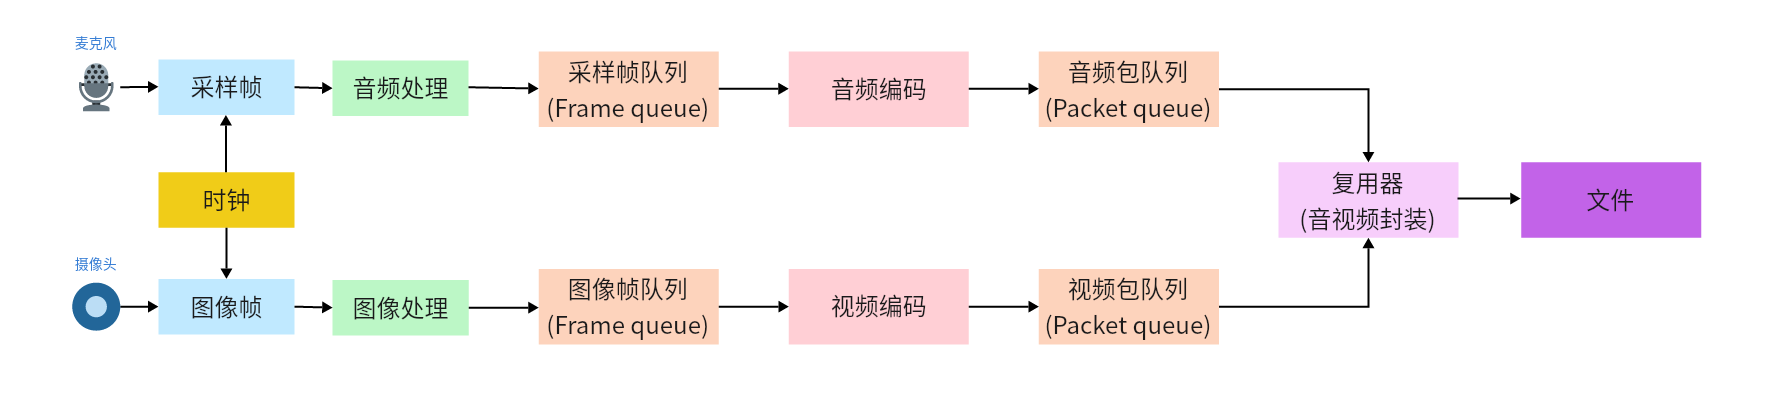 麦克风
采样帧
音频处理
采样帧队列
(Frame queue)
音频编码
音频包队列
(Packet queue)
时钟
复用器
(音视频封装)
文件
摄像头
图像帧
图像处理
图像帧队列
(Frame queue)
视频编码
视频包队列
(Packet queue)